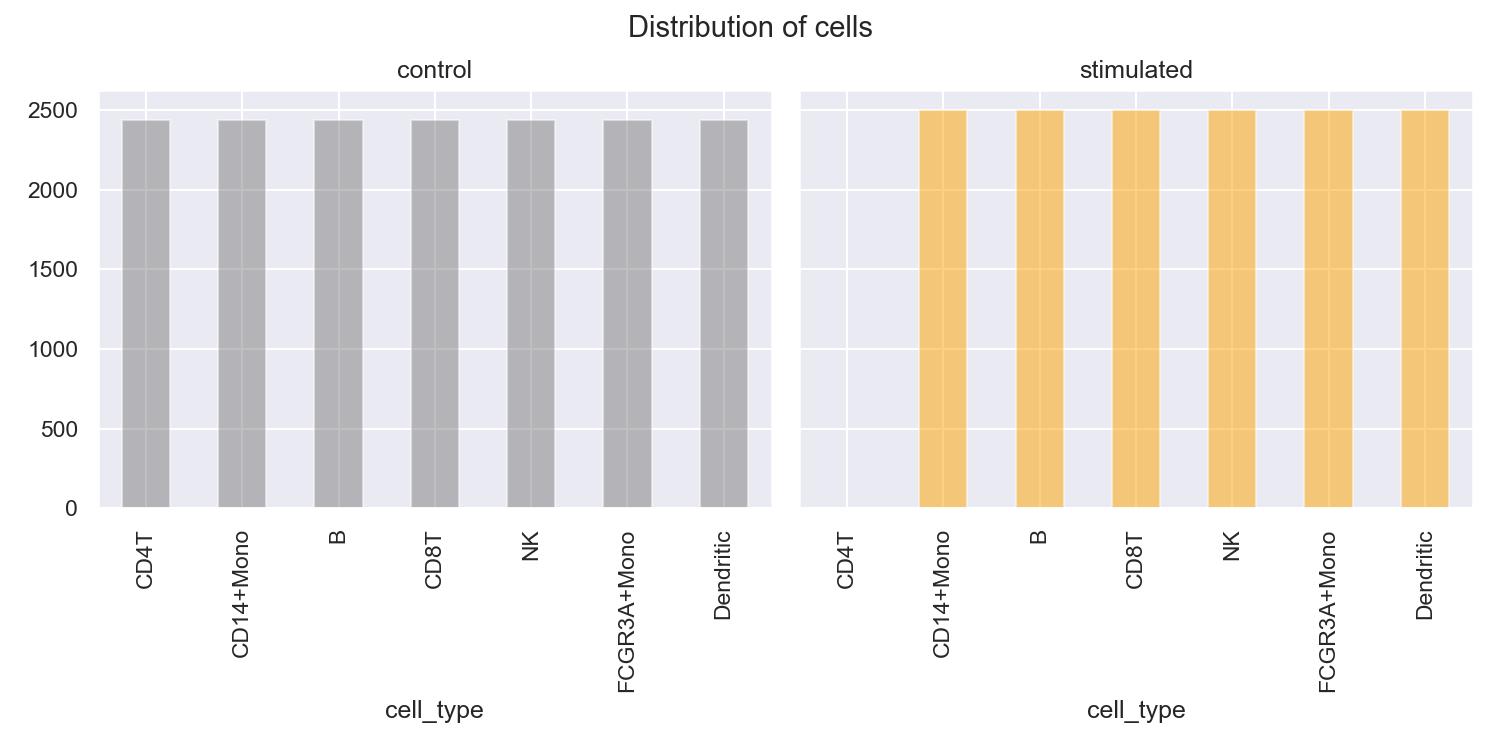 Distribution of cells
control
stimulated
2500
2000
1500
1000
500
0
CD4T
CD14+Mono
B
CD8T
NK
FCGR3A+Mono
Dendritic
CD4T
CD14+Mono
B
CD8T
NK
FCGR3A+Mono
Dendritic
cell_type
cell_type